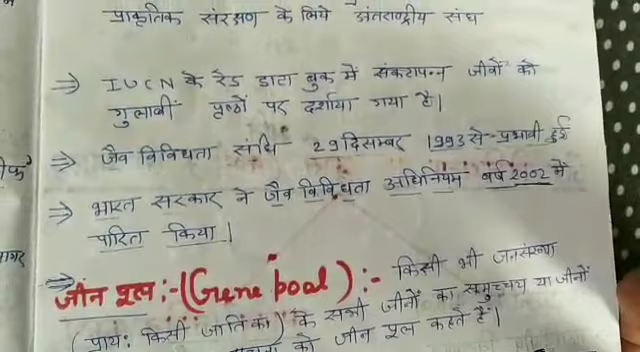 प्राकृतिक संरक्षण के लिये अंतराष्ट्रीय संघ
⇒ IUCN के रैड डाटा बुक में संकटापन्न जीवों को
गुलाबी पृष्ठों पर दर्शाया गया है।
⇒ जैव विविधता संधि 29 दिसम्बर 1993 से प्रभावी हुई
⇒ भारत सरकार ने जैव विविधता अधिनियम वर्ष 2002 में
पारित किया।
⇒ जीन पूल:-(Gene pool):- किसी भी जनसंख्या
(प्राय: किसी जाति का) के सभी जीनों का समुच्चय या जीनों
को जीन पूल कहते हैं।